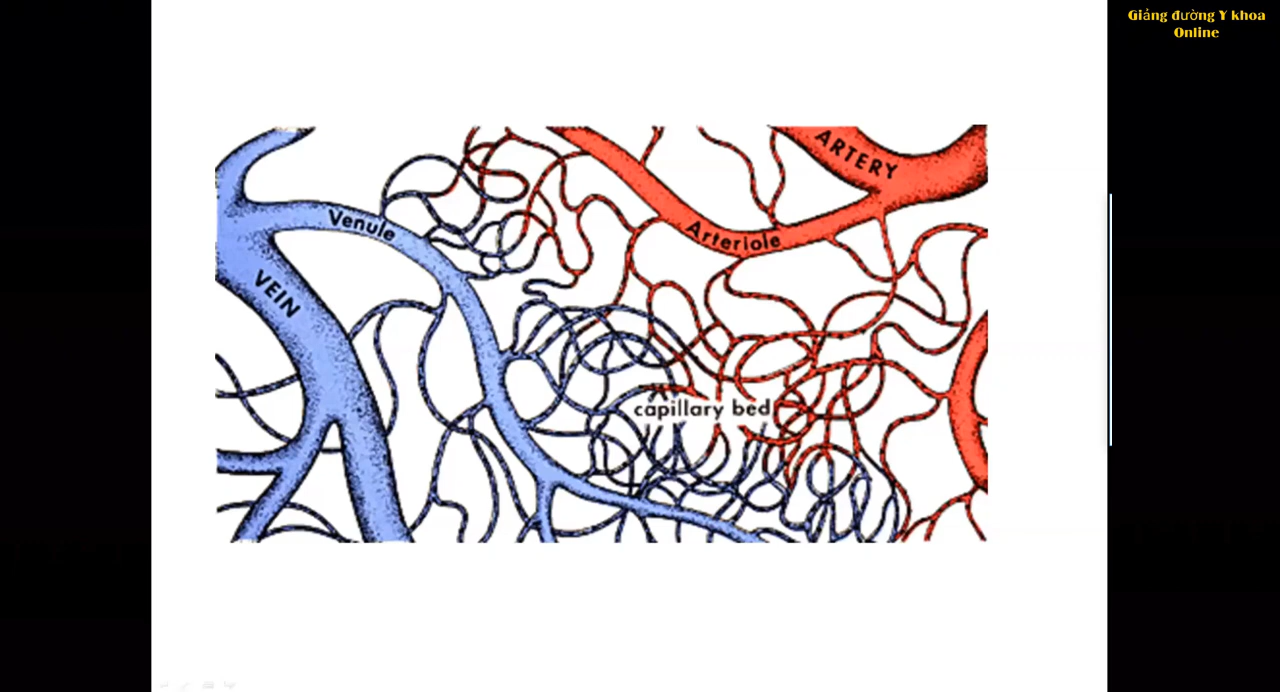 Giảng đường Y khoa
Online
ARTERY
Venule
Arteriole
VEIN
capillary bed